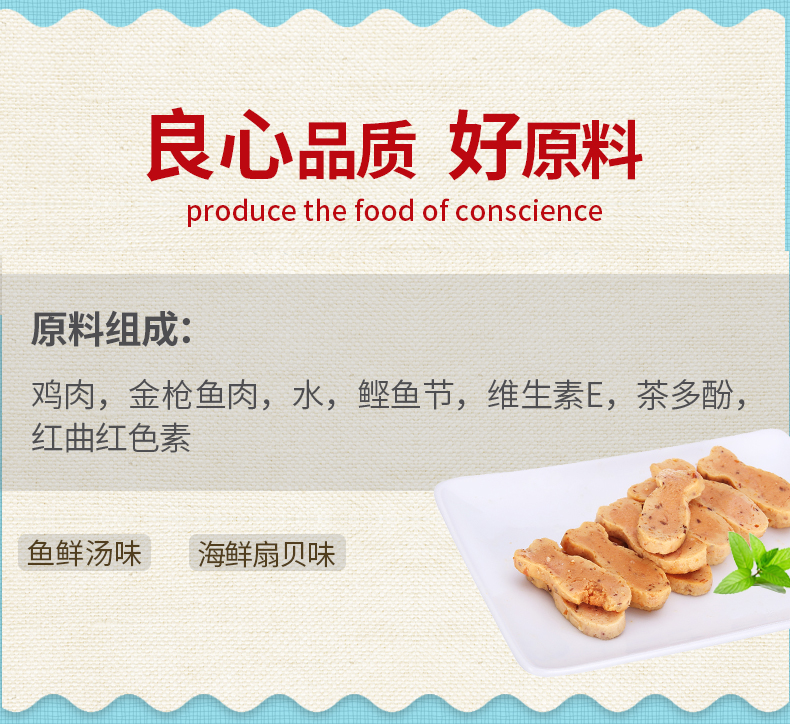 良心品质 好原料
produce the food of conscience
原料组成：
鸡肉，金枪鱼肉，水，鲣鱼节，维生素E，茶多酚，
红曲红色素
鱼鲜汤味
海鲜扇贝味